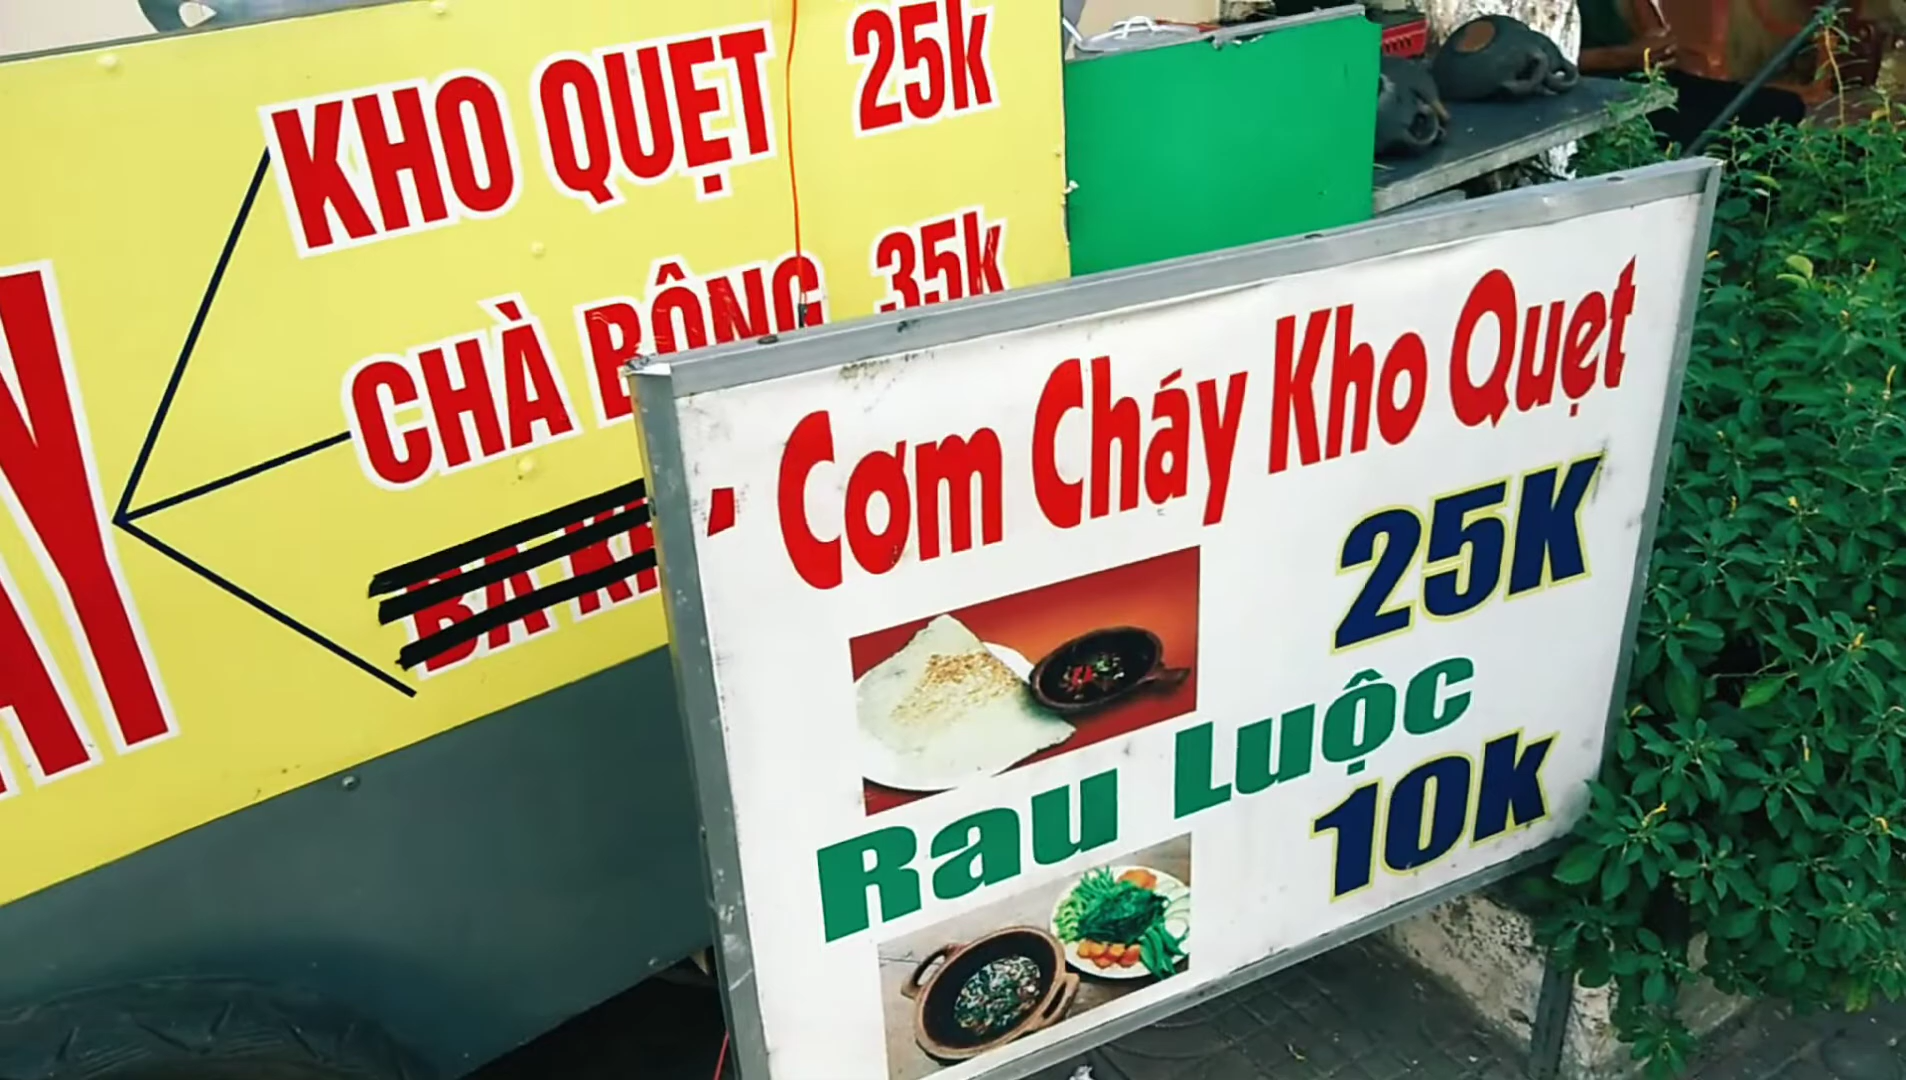 KHO QUẸT 25k
CHÀ BÔNG 35k
- Cơm Cháy Kho Quẹt
25K
Rau Luộc
10k